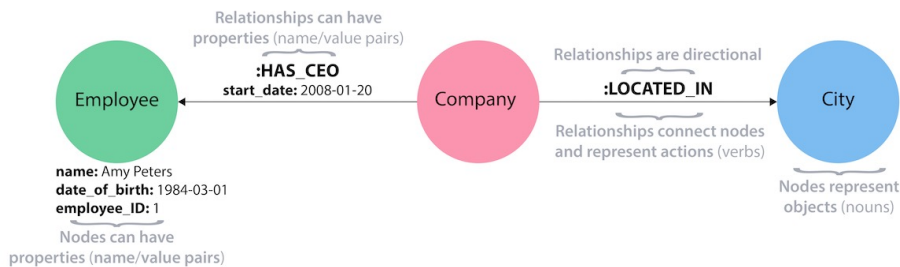 Relationships can have
properties (name/value pairs)
:HAS_CEO
start_date: 2008-01-20
Relationships are directional
:LOCATED_IN
Relationships connect nodes
and represent actions (verbs)
Employee
Company
City
name: Amy Peters
date_of_birth: 1984-03-01
employee_ID: 1
Nodes can have
properties (name/value pairs)
Nodes represent
objects (nouns)